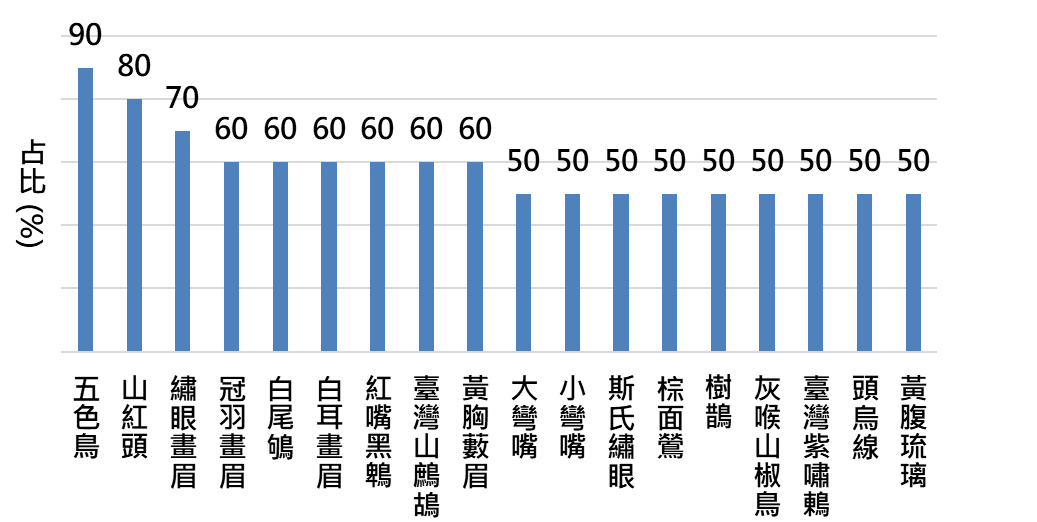 占比(%)
90
80
70
60
60
60
60
60
60
50
50
50
50
50
50
50
50
50
五色鳥
山紅頭
繡眼畫眉
冠羽畫眉
白尾鴝
白耳畫眉
紅嘴黑鵯
臺灣山鷓鴣
黃胸藪眉
大彎嘴
小彎嘴
斯氏繡眼
棕面鶯
樹鵲
灰喉山椒鳥
臺灣紫嘯鶇
頭烏線
黃腹琉璃